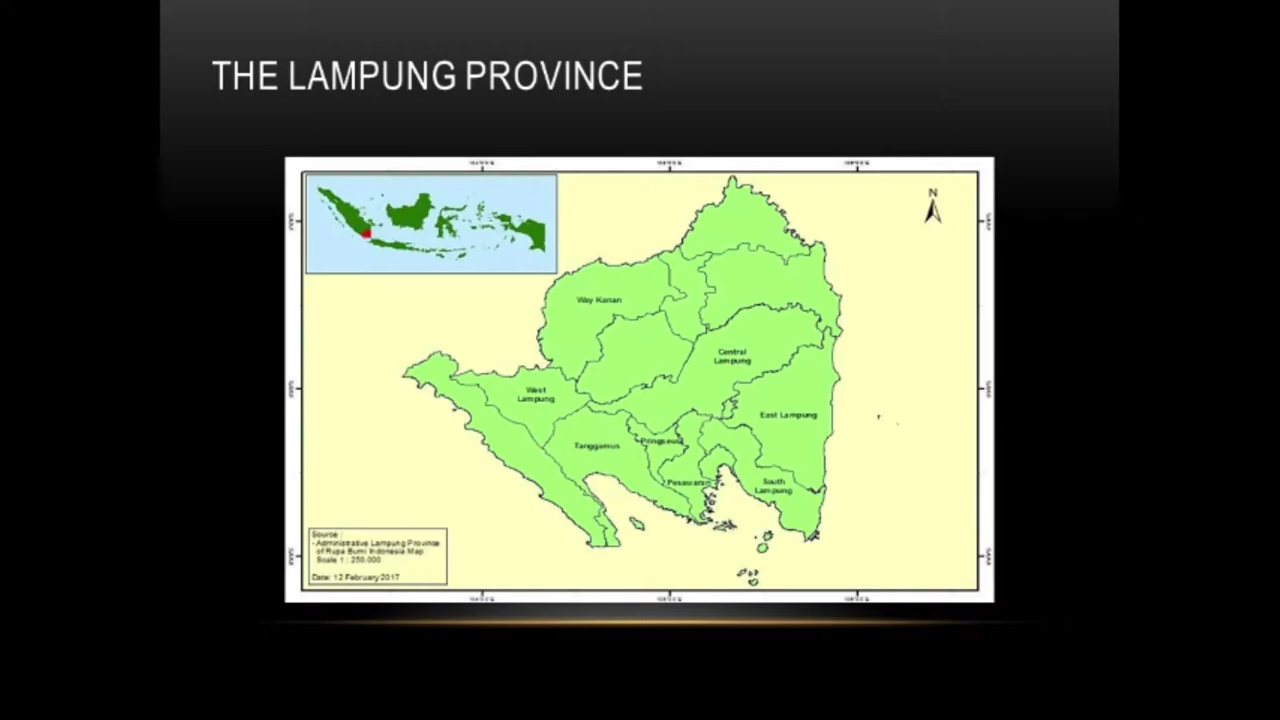 THE LAMPUNG PROVINCE
N
Way Kanan
Central
Lampung
West
Lampung
East Lampung
Tanggamus
Pringsewu
Pesawaran
South
Lampung
Source :
- Administrative Lampung Province
of Rupa Bumi Indonesia Map
Scale 1 : 250.000
Date: 12 February 2017